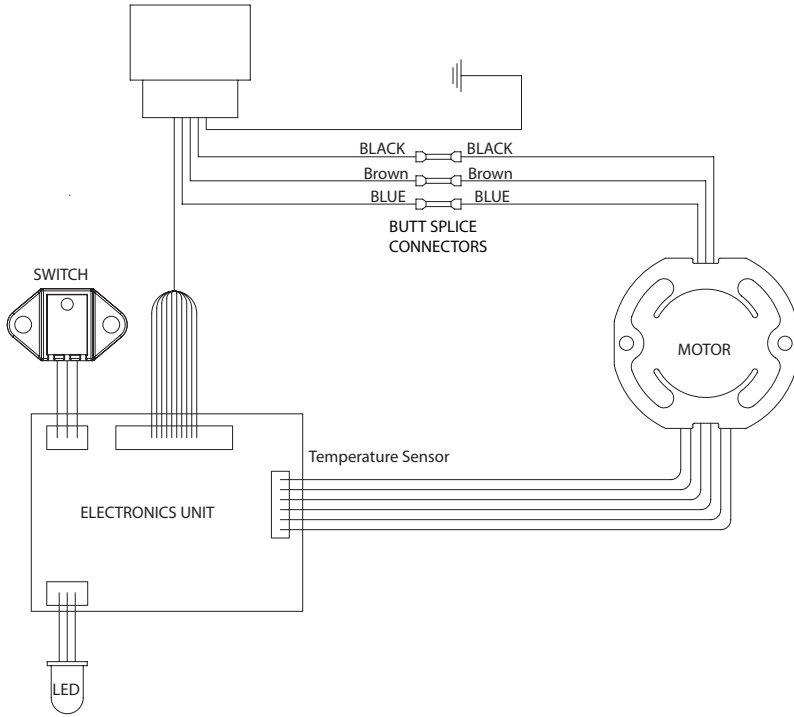 BLACK BLACK
Brown Brown
BLUE BLUE
BUTT SPLICE
CONNECTORS
SWITCH
MOTOR
Temperature Sensor
ELECTRONICS UNIT
LED